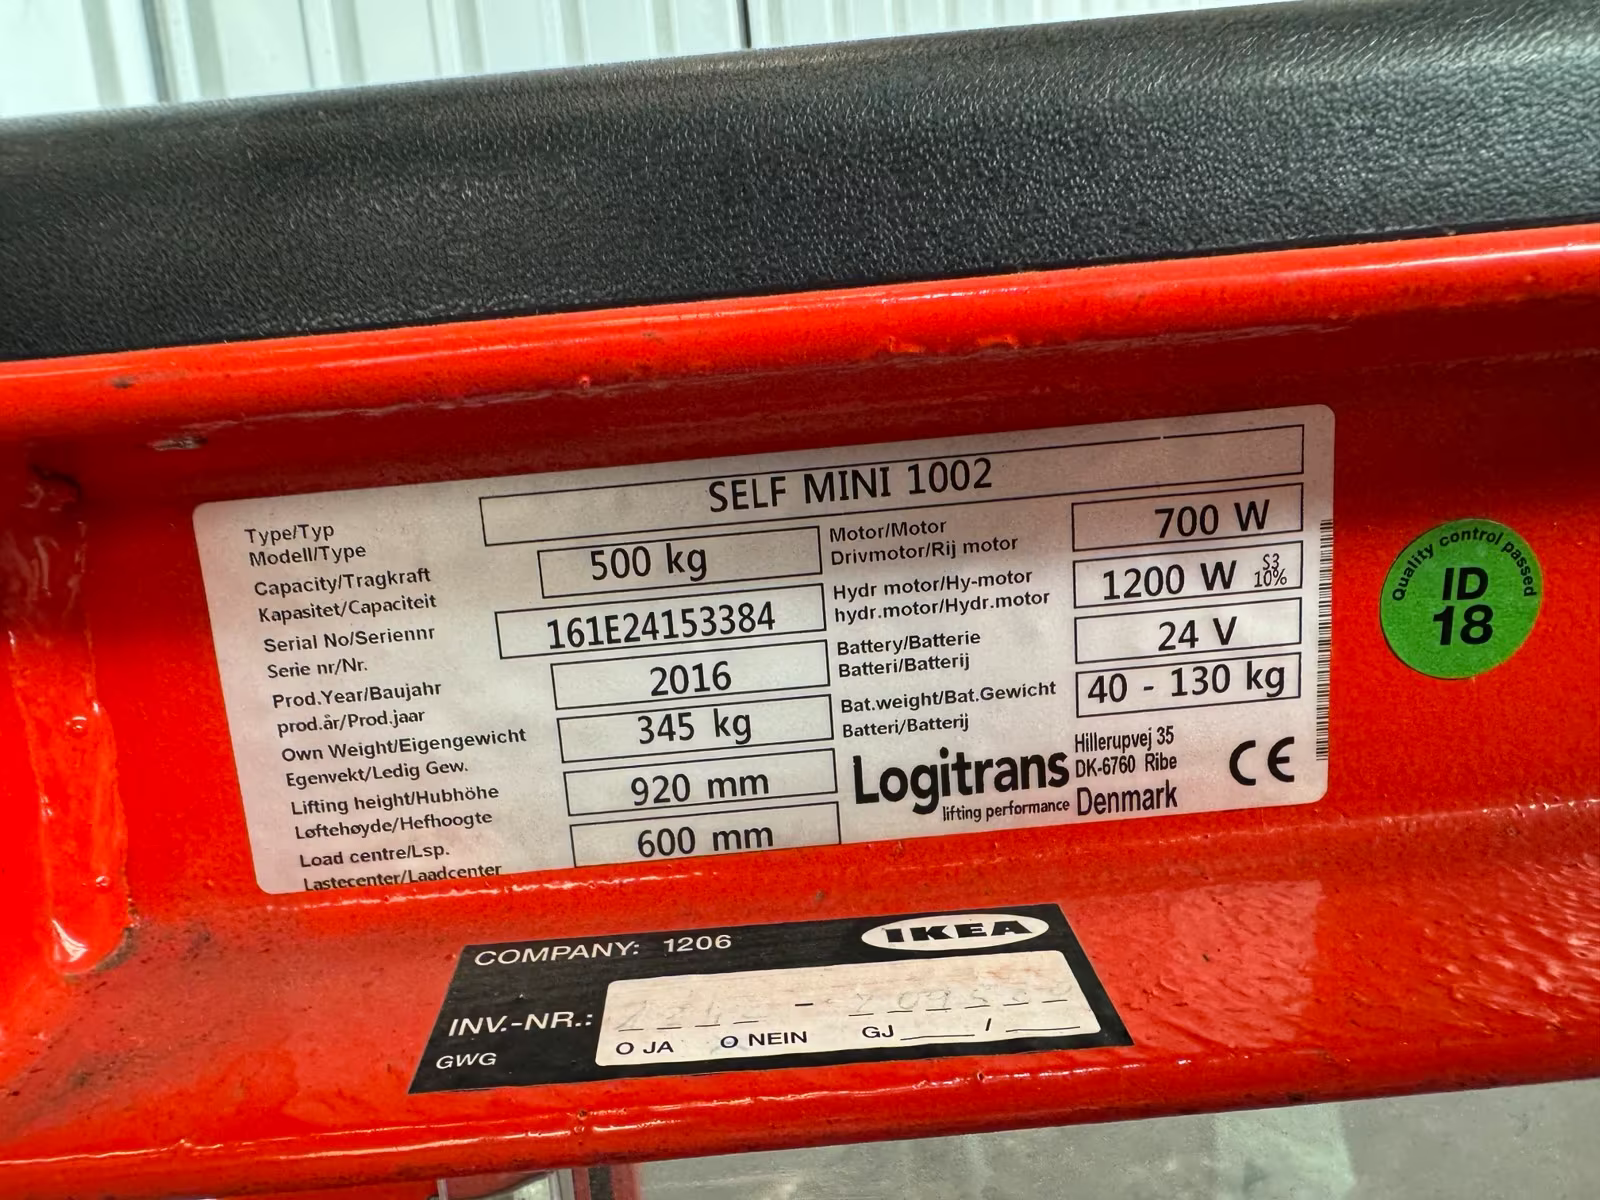 SELF MINI 1002
Type/Typ
Modell/Type
500 kg
Capacity/Tragkraft
Kapasitet/Capaciteit
161E24153384
Serial No/Seriennr
Serie nr/Nr.
2016
Prod.Year/Baujahr
prod.år/Prod.jaar
345 kg
Own Weight/Eigengewicht
Egenvekt/Ledig Gew.
920 mm
Lifting height/Hubhöhe
Løftehøyde/Hefhoogte
600 mm
Load centre/Lsp.
Lastecenter/Laadcenter
Motor/Motor
Drivmotor/Rij motor
700 W
Hydr motor/Hy-motor
hydr.motor/Hydr.motor
1200 W S3 10%
Battery/Batterie
Batteri/Batterij
24 V
Bat.weight/Bat.Gewicht
Batteri/Batterij
40 - 130 kg
Logitrans
lifting performance
Hillerupvej 35
DK-6760 Ribe
Denmark
CE
Quality control passed
ID
18
COMPANY: 1206
IKEA
INV.-NR.:
GWG
O JA O NEIN GJ ____ / ____